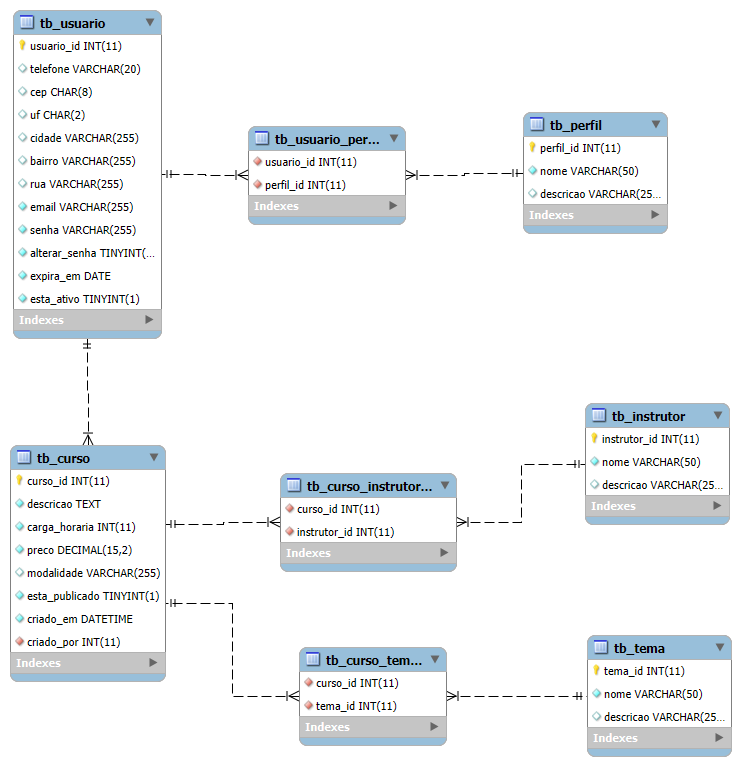 tb_usuario
usuario_id INT(11)
telefone VARCHAR(20)
cep CHAR(8)
uf CHAR(2)
cidade VARCHAR(255)
bairro VARCHAR(255)
rua VARCHAR(255)
email VARCHAR(255)
senha VARCHAR(255)
alterar_senha TINYINT(...
expira_em DATE
esta_ativo TINYINT(1)
Indexes
tb_usuario_per...
usuario_id INT(11)
perfil_id INT(11)
Indexes
tb_perfil
perfil_id INT(11)
nome VARCHAR(50)
descricao VARCHAR(25...
Indexes
tb_curso
curso_id INT(11)
descricao TEXT
carga_horaria INT(11)
preco DECIMAL(15,2)
modalidade VARCHAR(255)
esta_publicado TINYINT(1)
criado_em DATETIME
criado_por INT(11)
Indexes
tb_curso_instrutor...
curso_id INT(11)
instrutor_id INT(11)
Indexes
tb_instrutor
instrutor_id INT(11)
nome VARCHAR(50)
descricao VARCHAR(25...
Indexes
tb_curso_tem...
curso_id INT(11)
tema_id INT(11)
Indexes
tb_tema
tema_id INT(11)
nome VARCHAR(50)
descricao VARCHAR(25...
Indexes